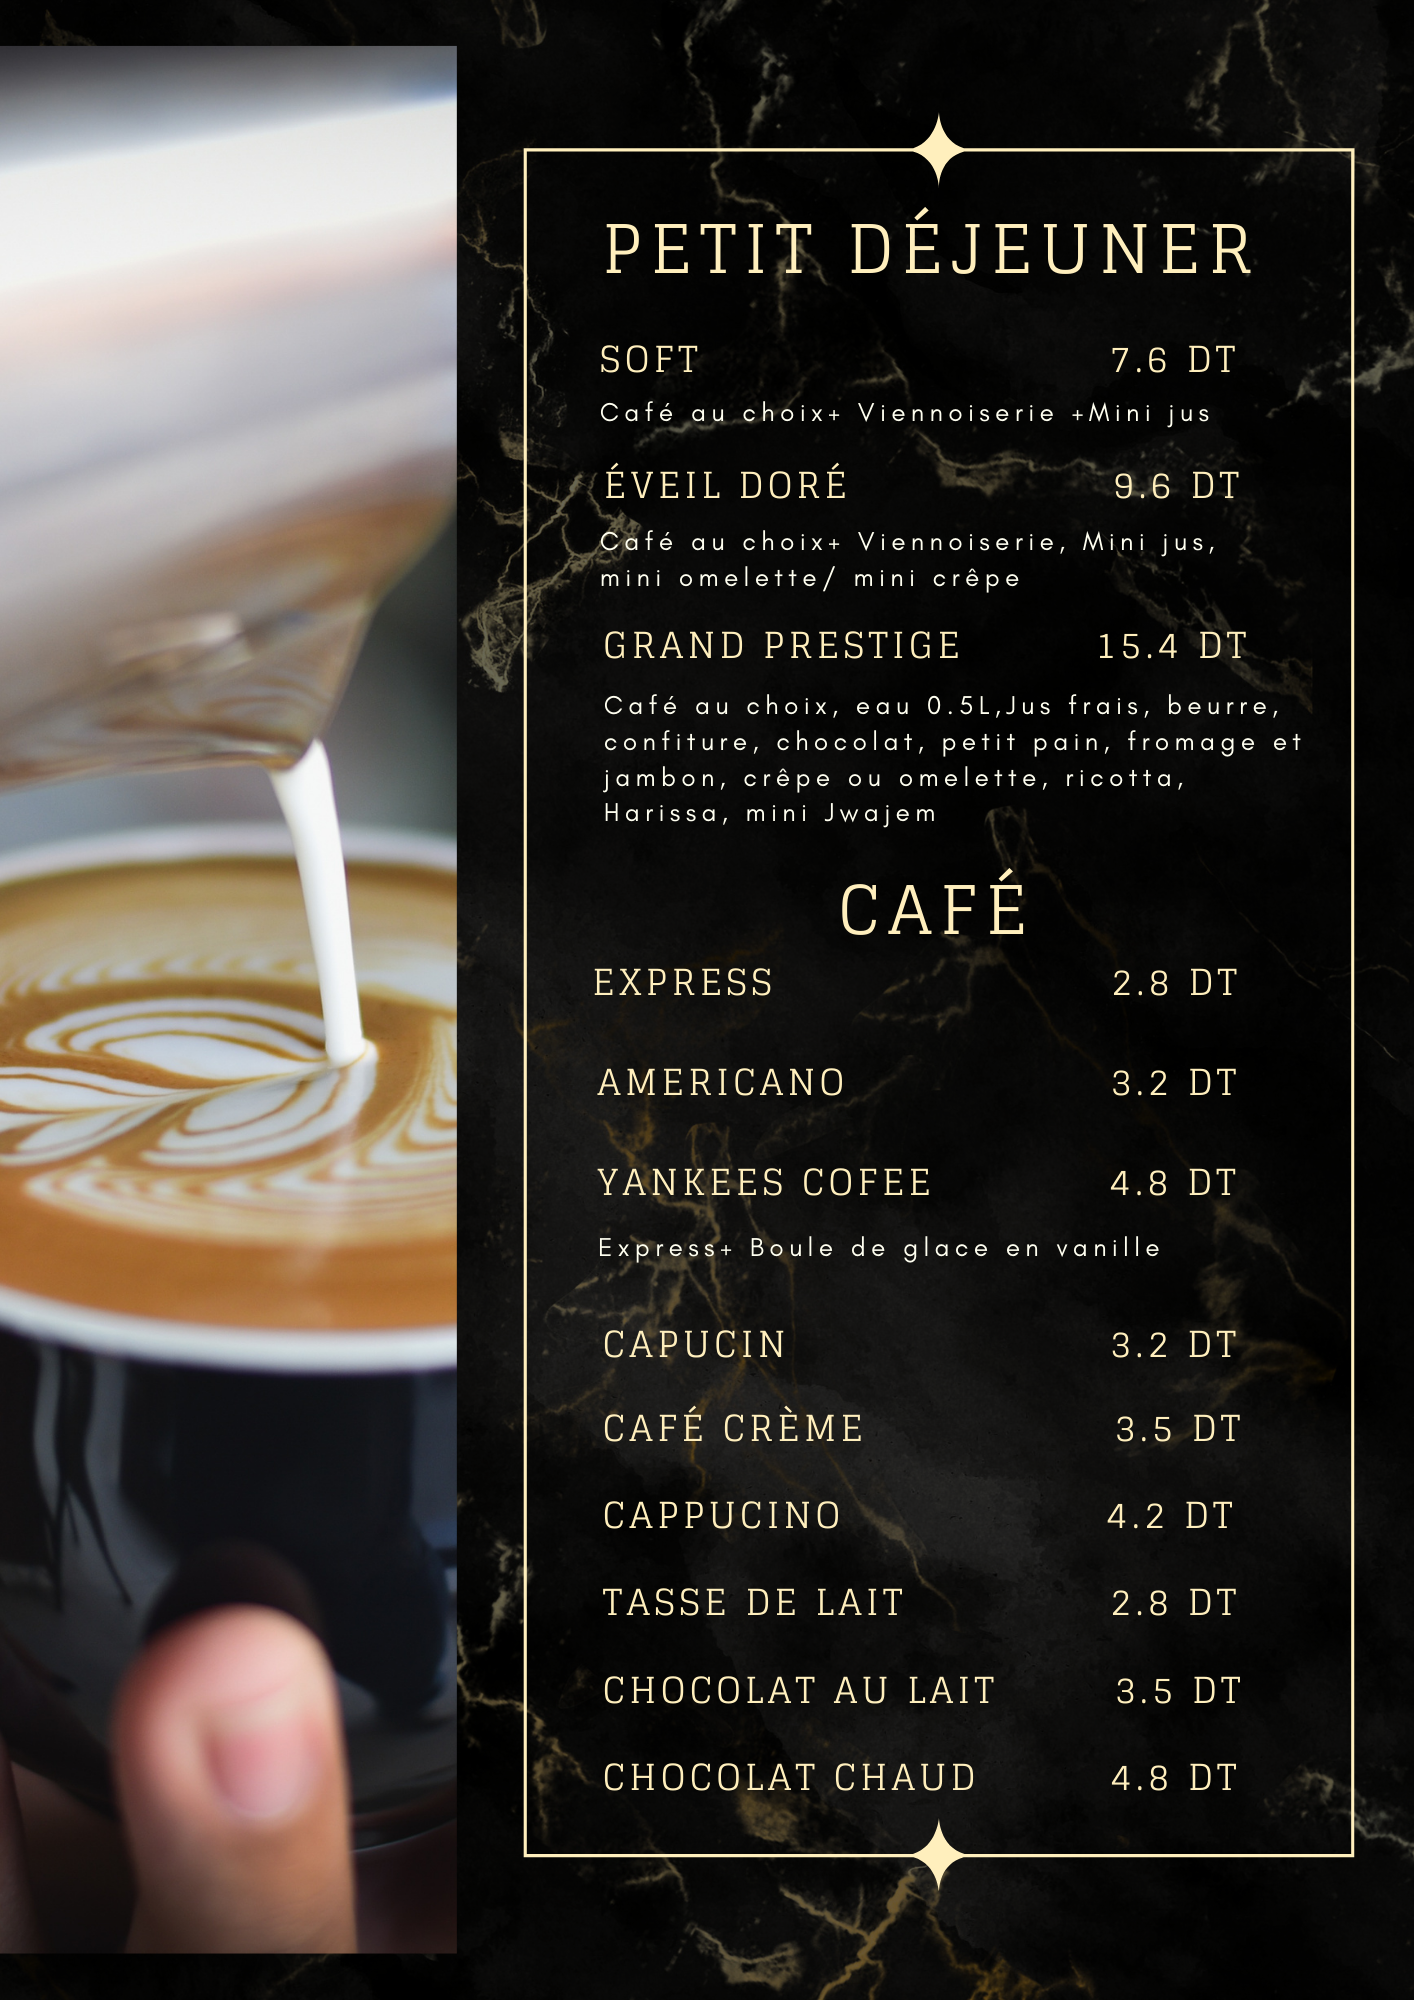 PETIT DÉJEUNER
SOFT 7.6 DT
Café au choix+ Viennoiserie +Mini jus
ÉVEIL DORÉ 9.6 DT
Café au choix+ Viennoiserie, Mini jus,
mini omelette/ mini crêpe
GRAND PRESTIGE 15.4 DT
Café au choix, eau 0.5L,Jus frais, beurre,
confiture, chocolat, petit pain, fromage et
jambon, crêpe ou omelette, ricotta,
Harissa, mini Jwajem
CAFÉ
EXPRESS 2.8 DT
AMERICANO 3.2 DT
YANKEES COFEE 4.8 DT
Express+ Boule de glace en vanille
CAPUCIN 3.2 DT
CAFÉ CRÈME 3.5 DT
CAPPUCINO 4.2 DT
TASSE DE LAIT 2.8 DT
CHOCOLAT AU LAIT 3.5 DT
CHOCOLAT CHAUD 4.8 DT